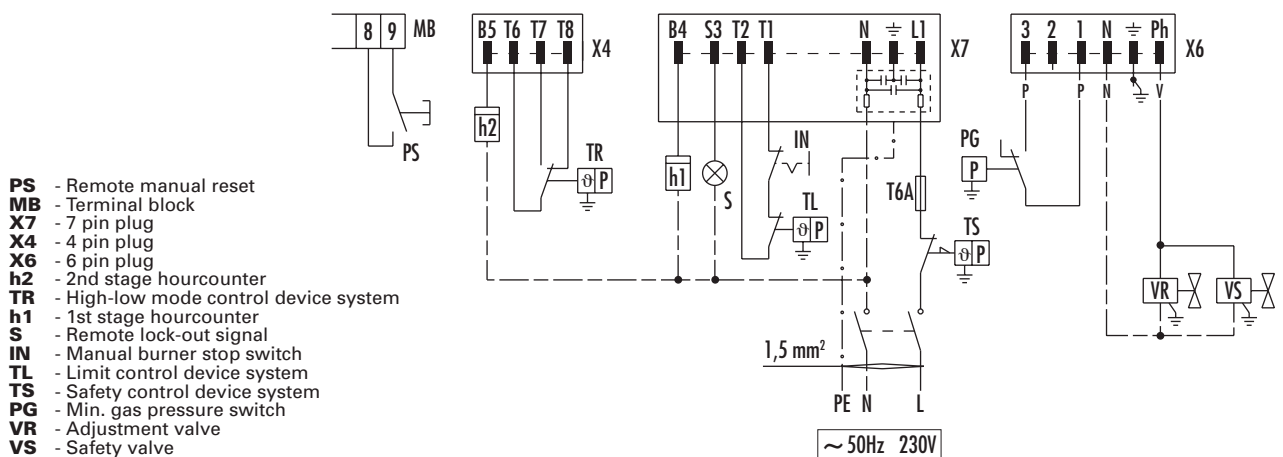 8 9 MB
PS
B5 T6 T7 T8 X4
h2
TR
ϑ P
B4 S3 T2 T1 N L1 X7
h1
S
IN
TL
ϑ P
T6A
TS
ϑ P
1,5 mm²
PE N L
~ 50Hz 230V
3 2 1 N Ph X6
P P N V
PG
P
VR VS
PS - Remote manual reset
MB - Terminal block
X7 - 7 pin plug
X4 - 4 pin plug
X6 - 6 pin plug
h2 - 2nd stage hourcounter
TR - High-low mode control device system
h1 - 1st stage hourcounter
S - Remote lock-out signal
IN - Manual burner stop switch
TL - Limit control device system
TS - Safety control device system
PG - Min. gas pressure switch
VR - Adjustment valve
VS - Safety valve